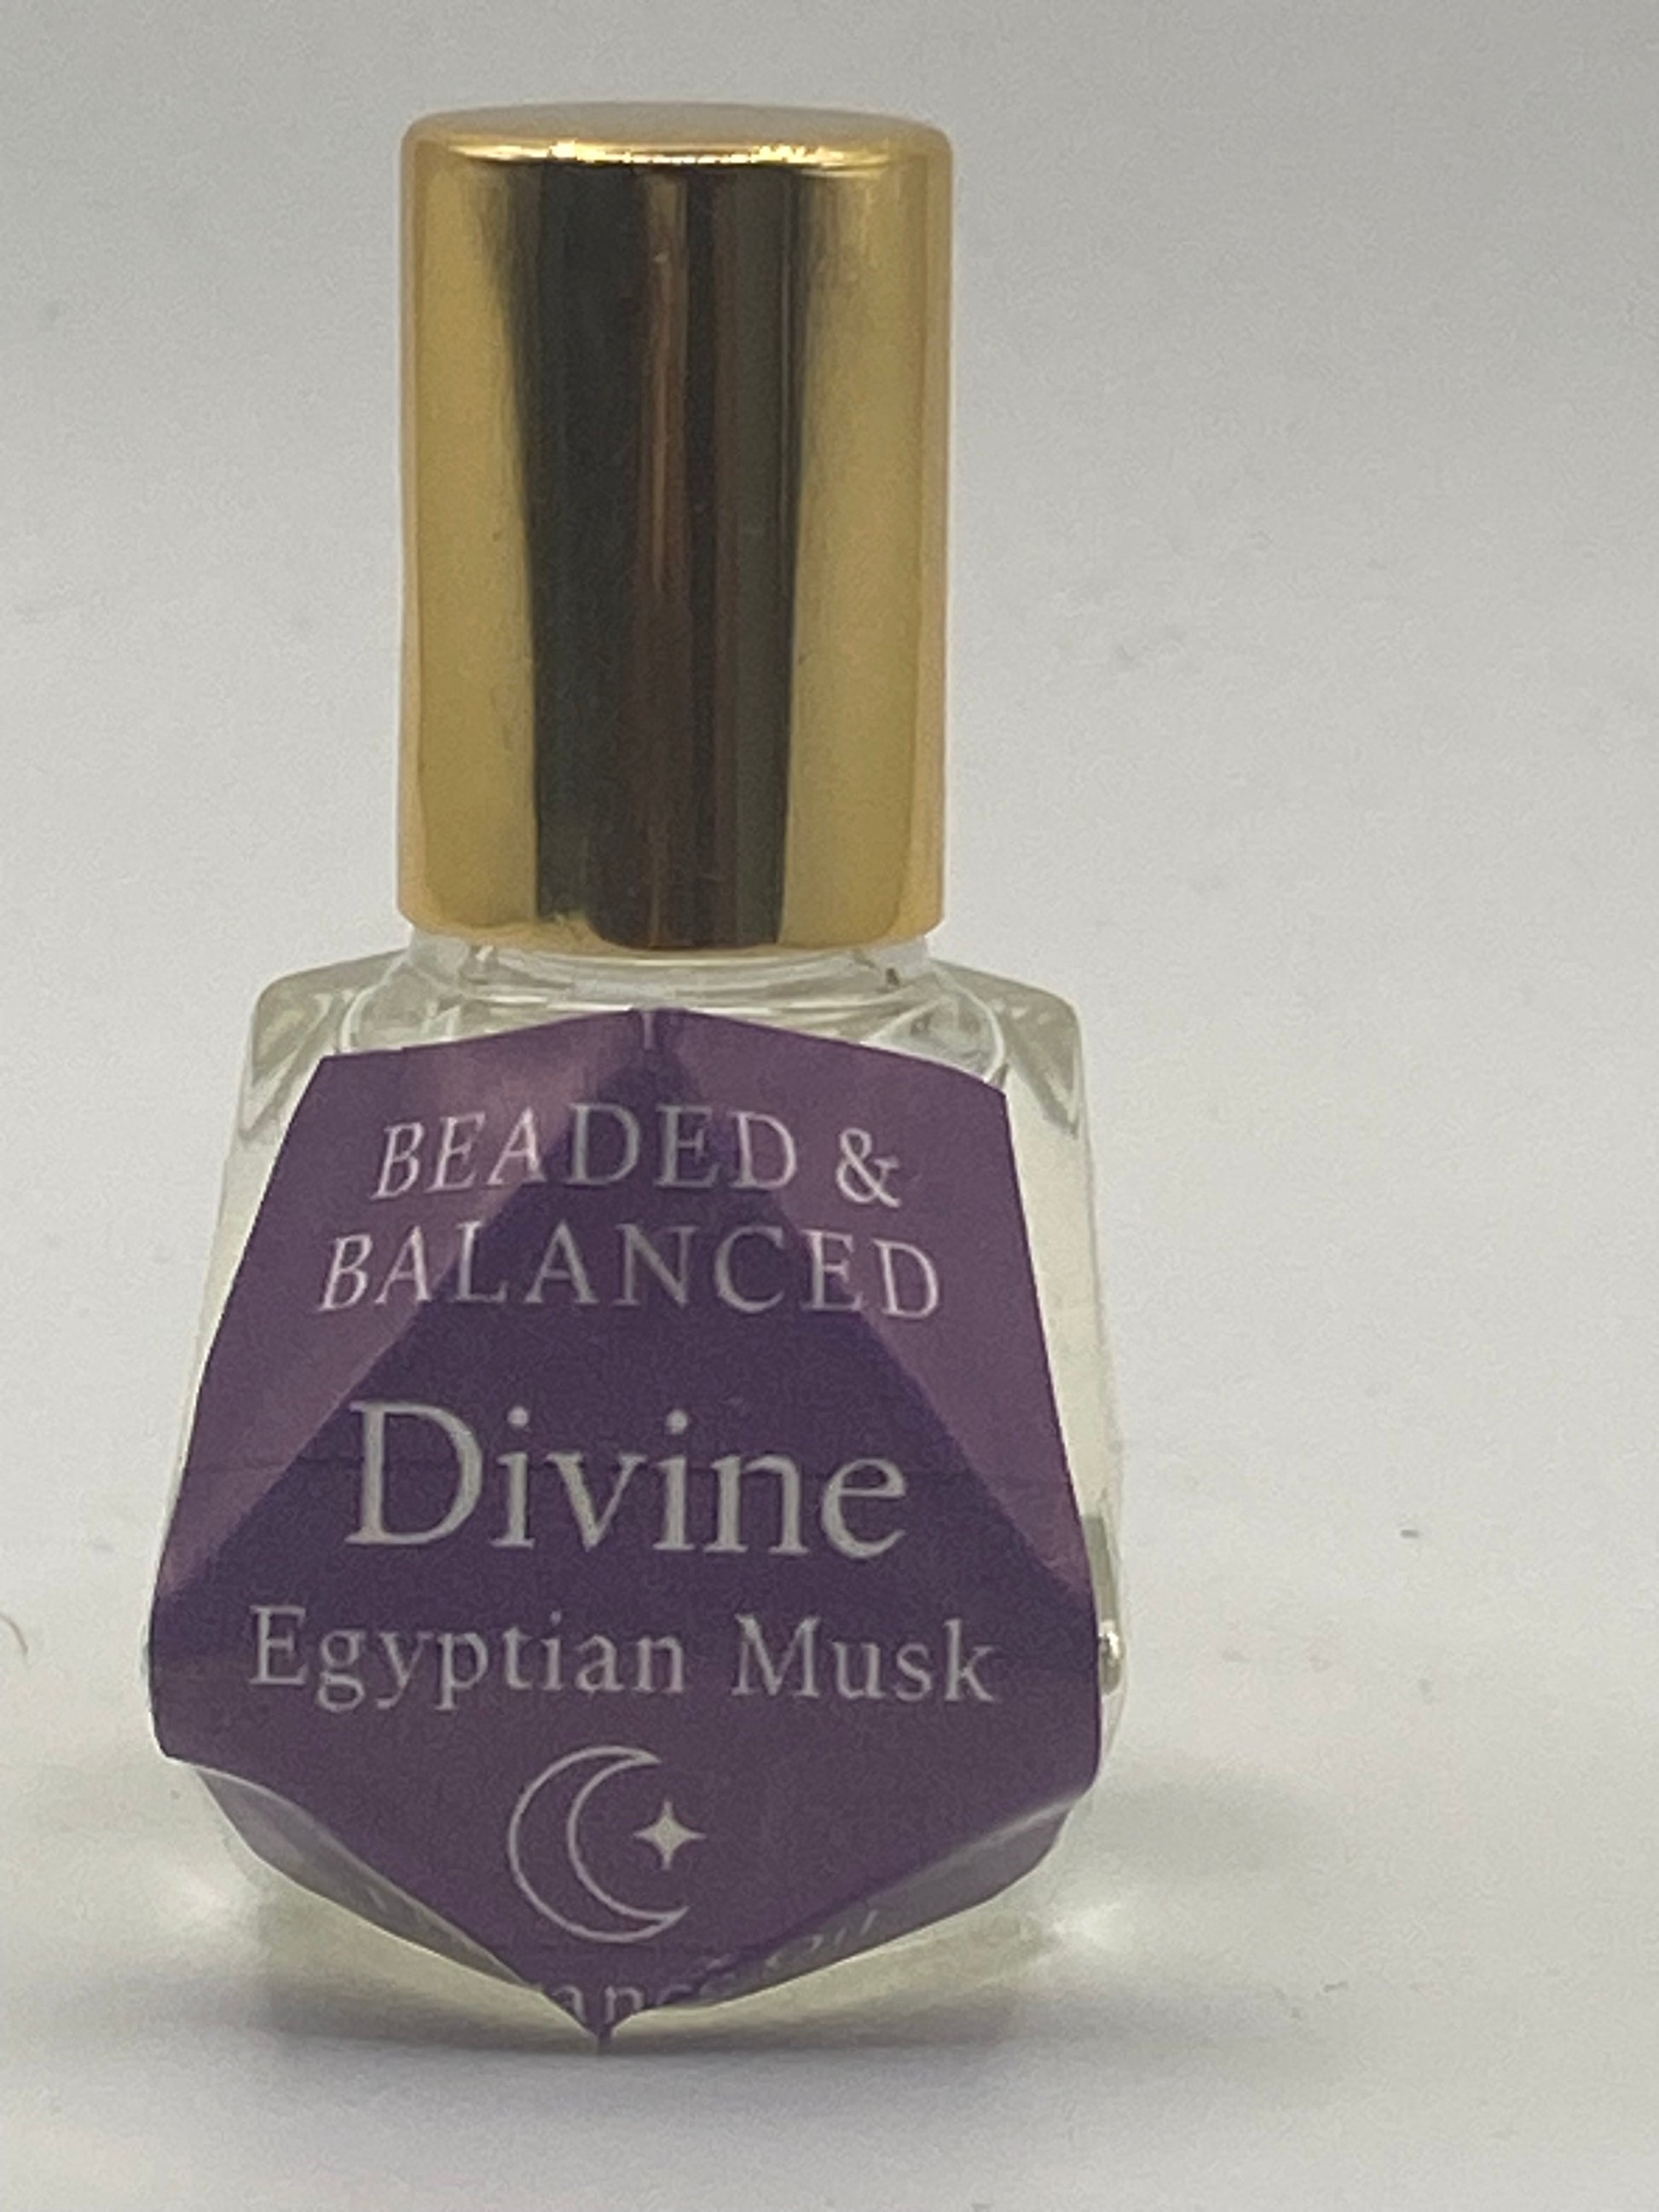 BEADED &
BALANCED
Divine
Egyptian Musk